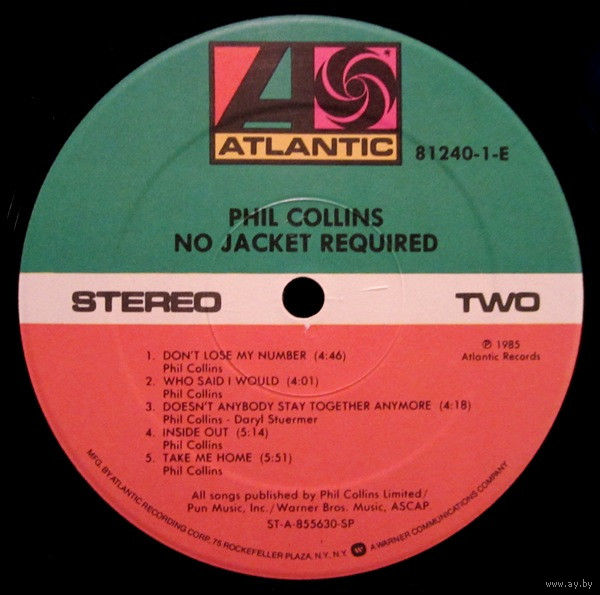 ATLANTIC
81240-1-E
PHIL COLLINS
NO JACKET REQUIRED
STEREO
TWO
℗ 1985
Atlantic Records
1. DON'T LOSE MY NUMBER (4:46)
Phil Collins
2. WHO SAID I WOULD (4:01)
Phil Collins
3. DOESN'T ANYBODY STAY TOGETHER ANYMORE (4:18)
Phil Collins - Daryl Stuermer
4. INSIDE OUT (5:14)
Phil Collins
5. TAKE ME HOME (5:51)
Phil Collins
All songs published by Phil Collins Limited/
Pun Music, Inc./Warner Bros. Music, ASCAP.
ST-A-855630-SP
MFG. BY ATLANTIC RECORDING CORP., 75 ROCKEFELLER PLAZA, N.Y., N.Y. A WARNER COMMUNICATIONS COMPANY
www.ay.by